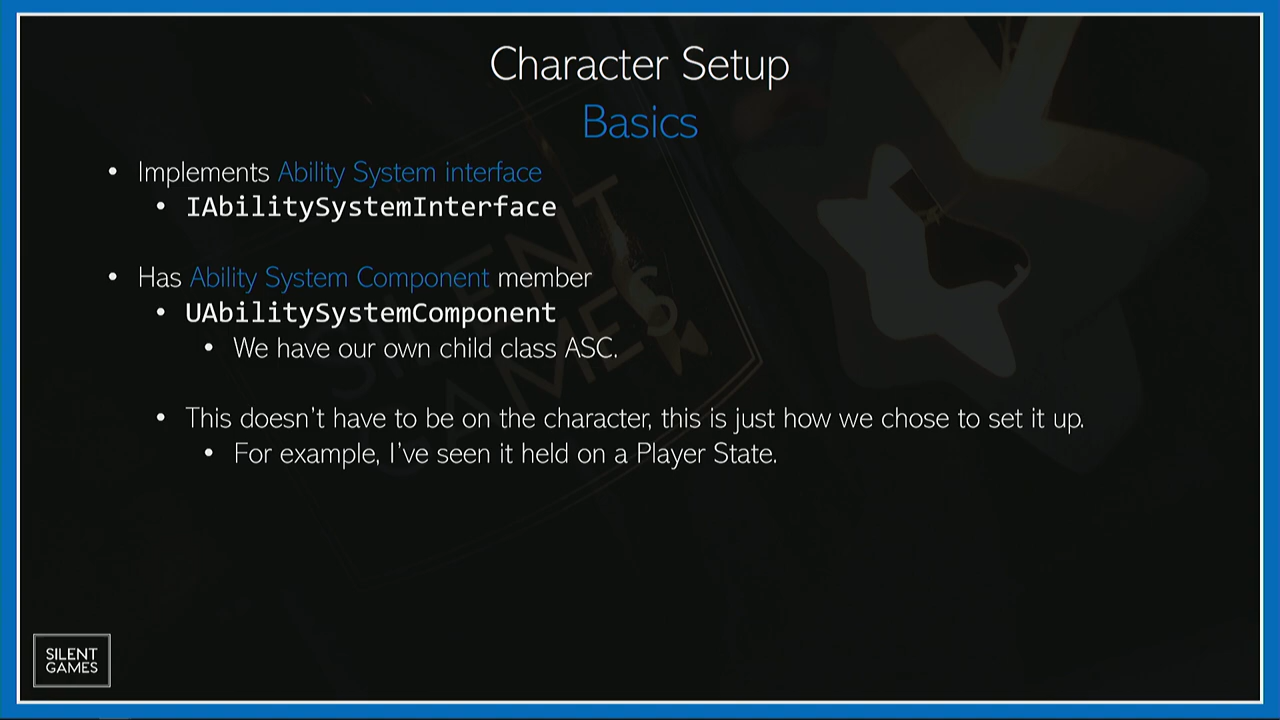 Character Setup
Basics
• Implements Ability System interface
• IAbilitySystemInterface
• Has Ability System Component member
• UAbilitySystemComponent
• We have our own child class ASC.
• This doesn't have to be on the character, this is just how we chose to set it up.
• For example, I've seen it held on a Player State.
SILENT
GAMES
SILENT
GAMES